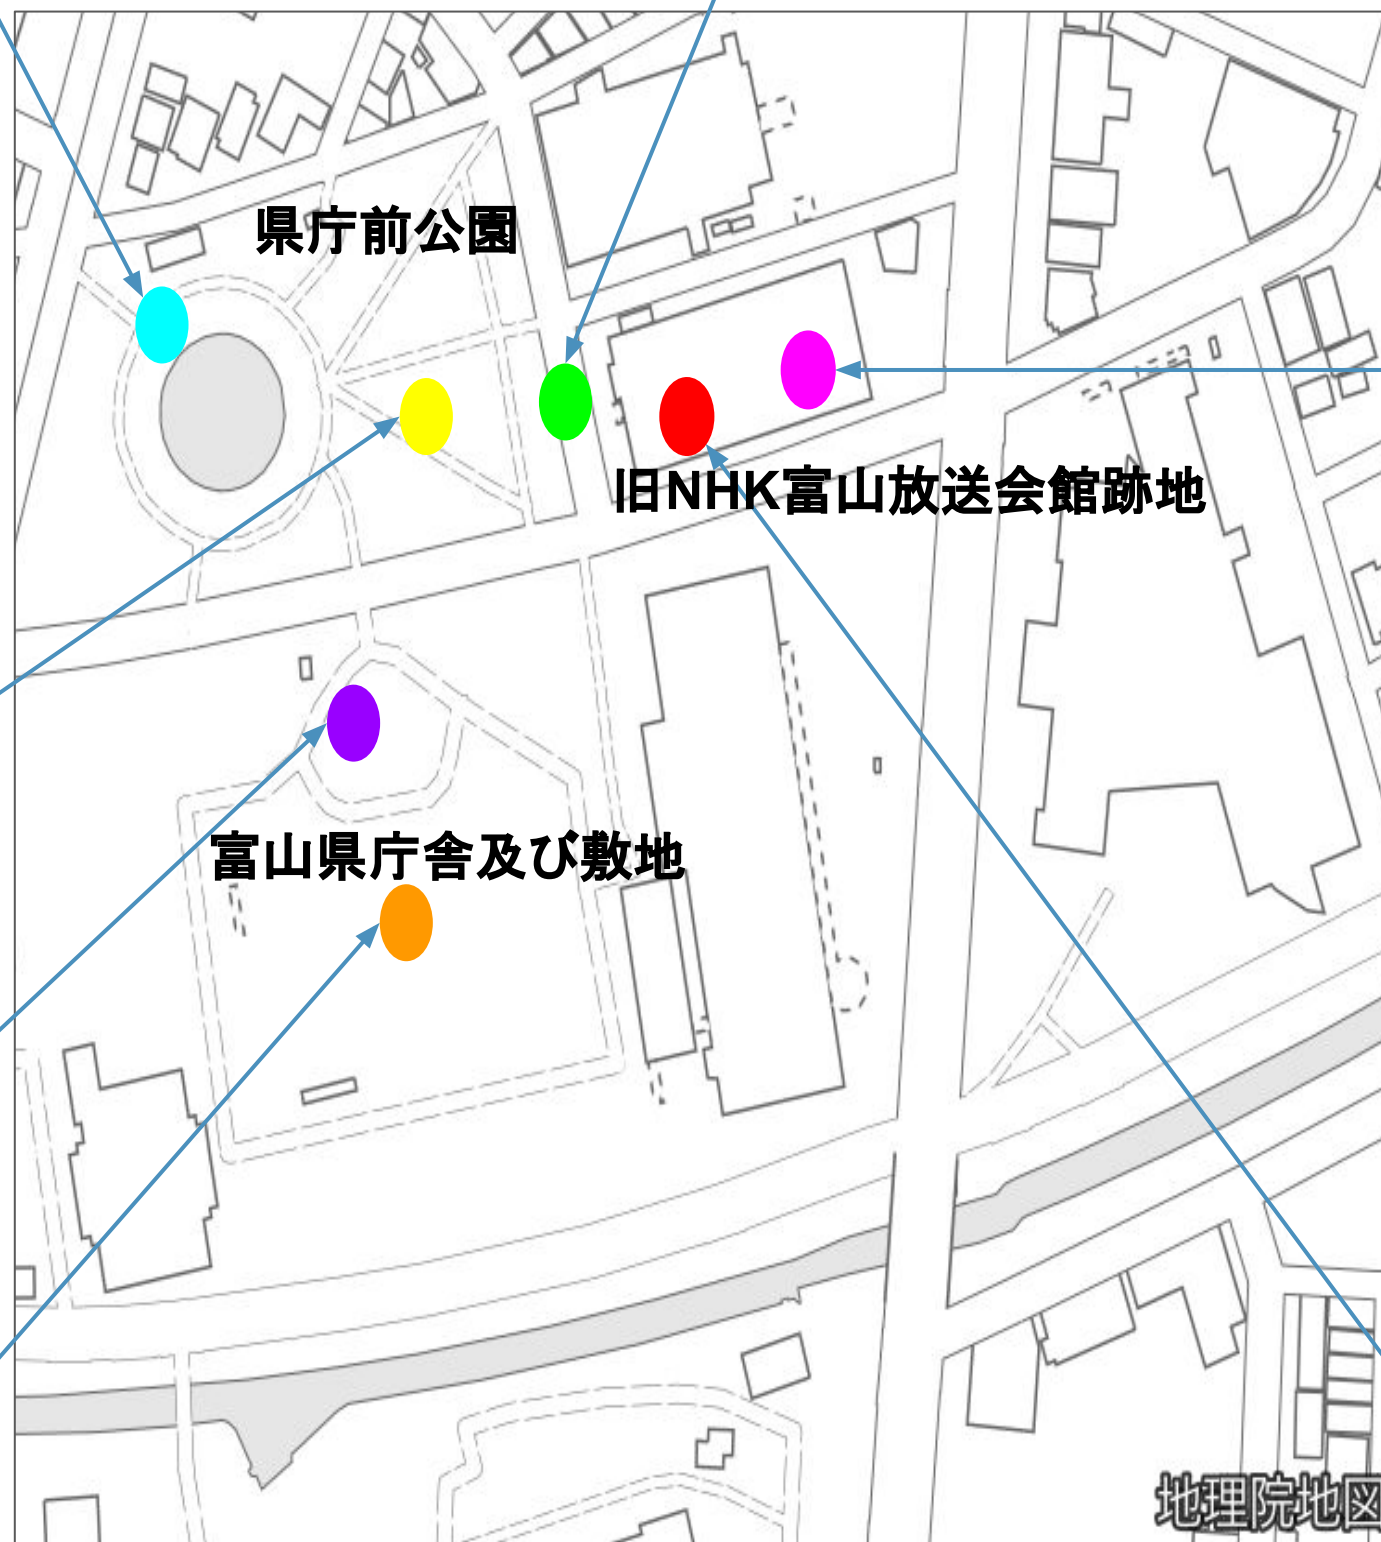 県庁前公園
旧NHK富山放送会館跡地
富山県庁舎及び敷地
地理院地図